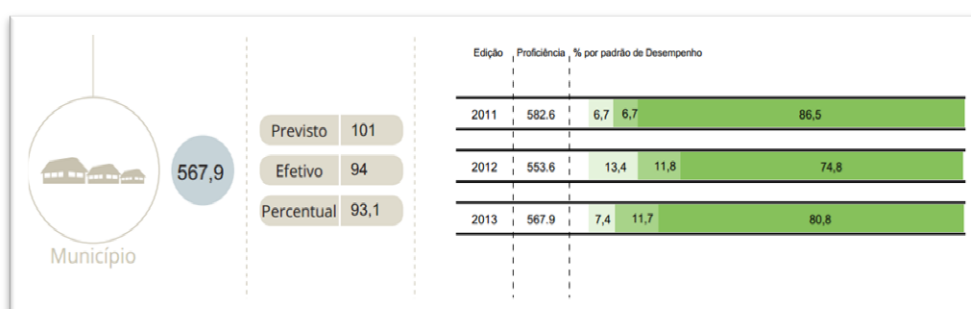 567,9
Município
Previsto 101
Efetivo 94
Percentual 93,1
Edição Proficiência % por padrão de Desempenho
2011 582.6 6,7 6,7 86,5
2012 553.6 13,4 11,8 74,8
2013 567.9 7,4 11,7 80,8